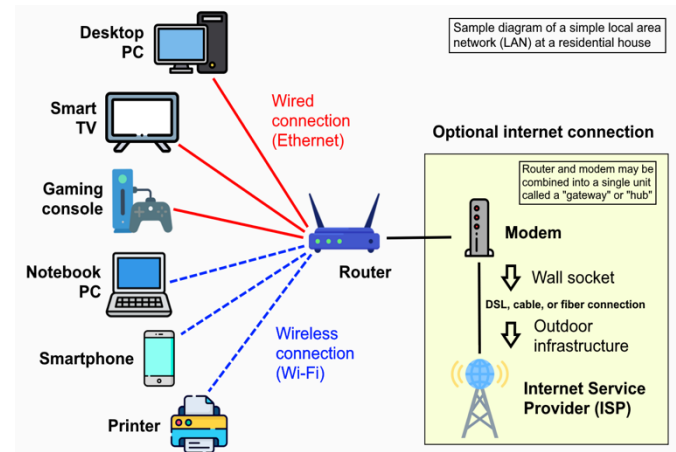 Desktop
PC
Smart
TV
Gaming
console
Notebook
PC
Smartphone
Printer
Wired
connection
(Ethernet)
Wireless
connection
(Wi-Fi)
Router
Sample diagram of a simple local area
network (LAN) at a residential house
Optional internet connection
Router and modem may be
combined into a single unit
called a "gateway" or "hub"
Modem
Wall socket
DSL, cable, or fiber connection
Outdoor
infrastructure
Internet Service
Provider (ISP)